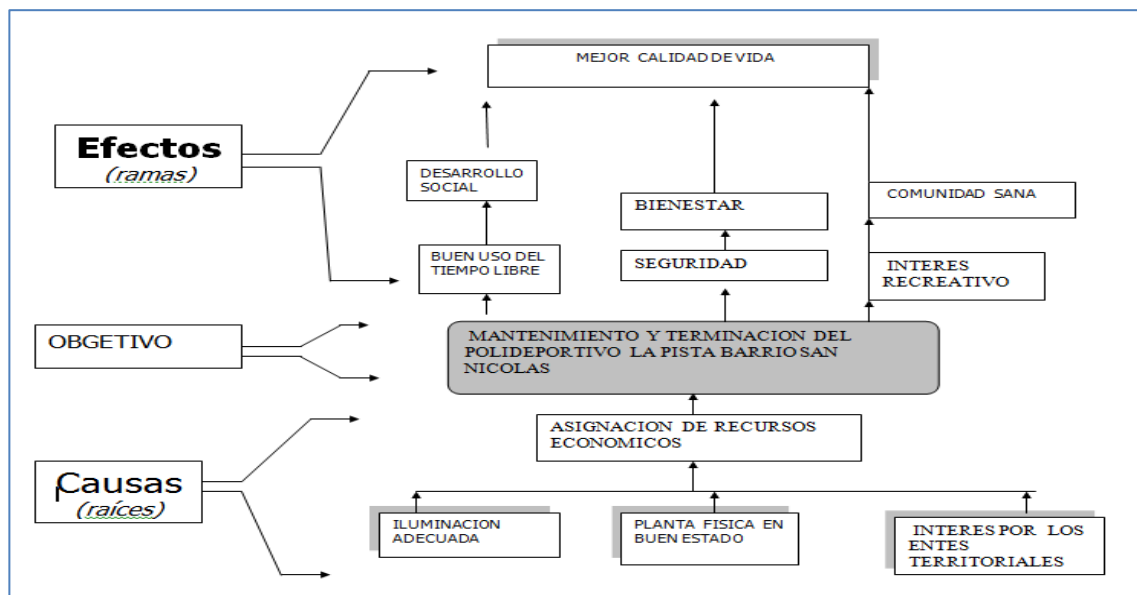 MEJOR CALIDAD DE VIDA
Efectos
(ramas)
DESARROLLO
SOCIAL
BIENESTAR
COMUNIDAD SANA
BUEN USO DEL
TIEMPO LIBRE
SEGURIDAD
INTERES
RECREATIVO
OBGETIVO
MANTENIMIENTO Y TERMINACION DEL
POLIDEPORTIVO LA PISTA BARRIO SAN
NICOLAS
ASIGNACION DE RECURSOS
ECONOMICOS
Causas
(raíces)
ILUMINACION
ADECUADA
PLANTA FISICA EN
BUEN ESTADO
INTERES POR LOS
ENTES
TERRITORIALES